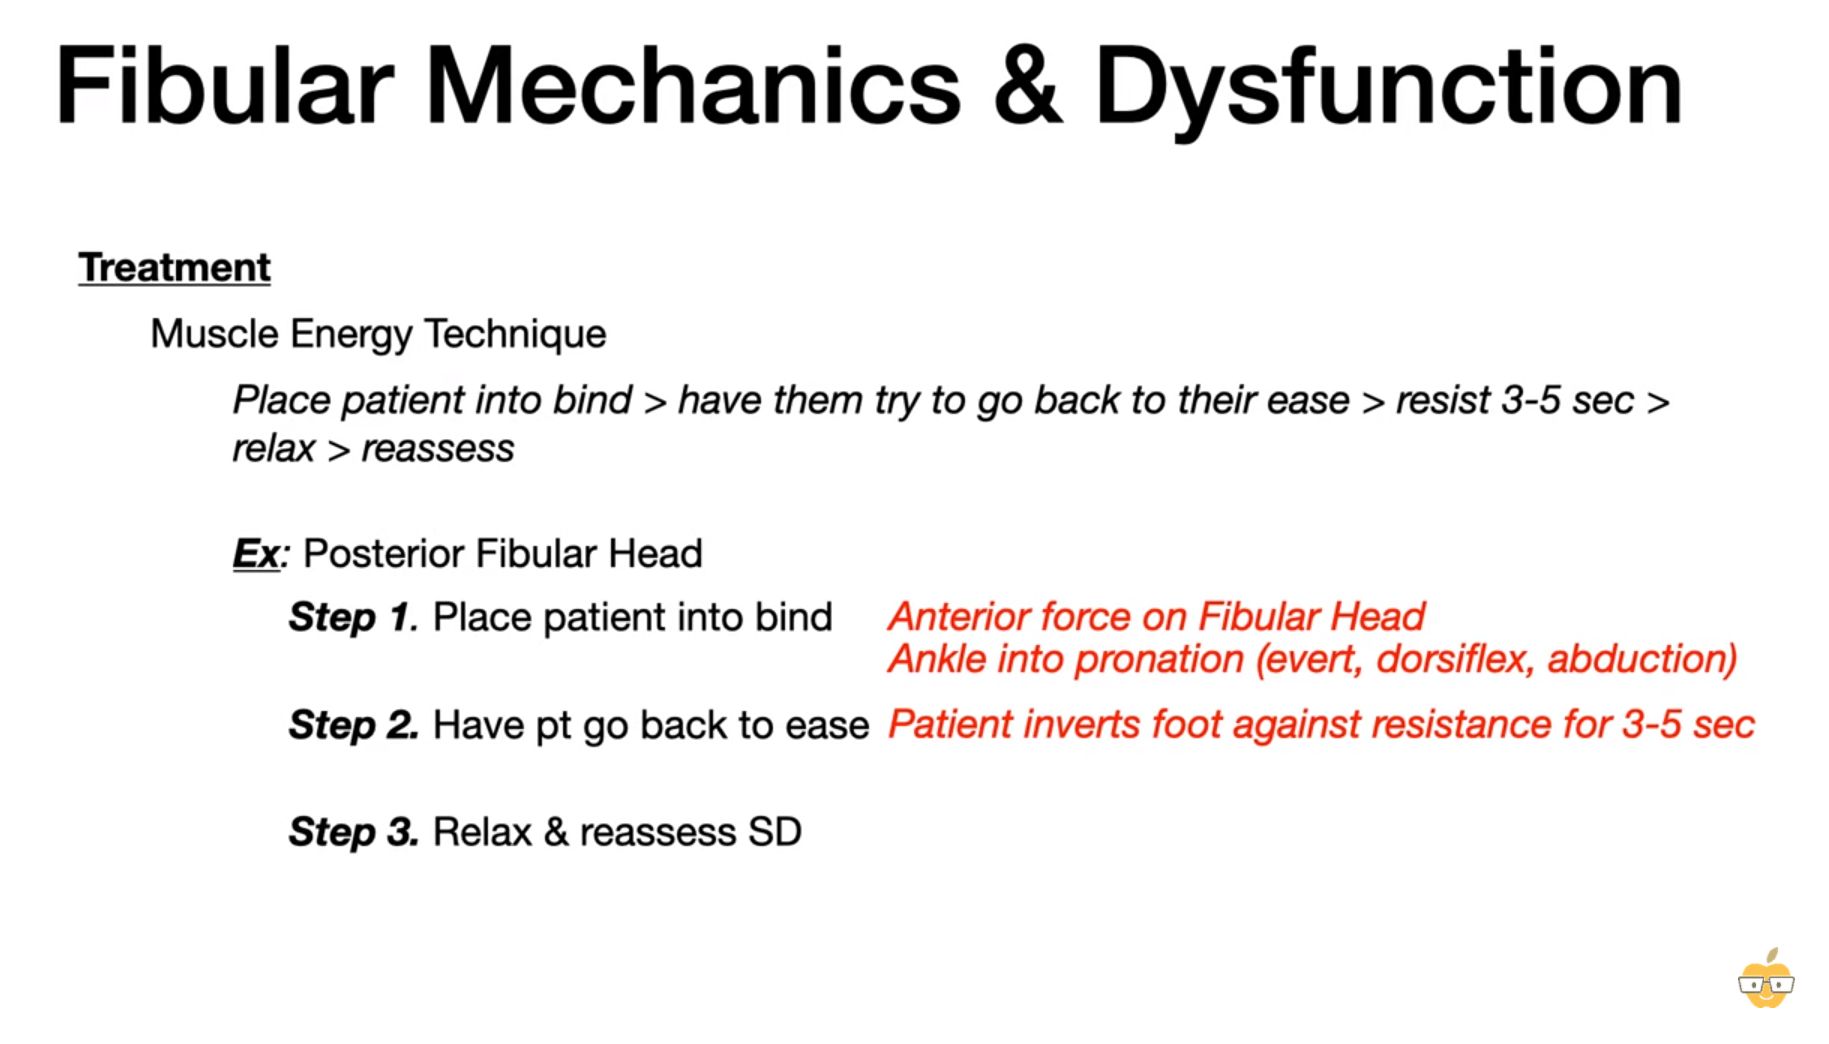 Fibular Mechanics & Dysfunction
Treatment
Muscle Energy Technique
Place patient into bind > have them try to go back to their ease > resist 3-5 sec >
relax > reassess
Ex: Posterior Fibular Head
Step 1. Place patient into bind Anterior force on Fibular Head
Ankle into pronation (evert, dorsiflex, abduction)
Step 2. Have pt go back to ease Patient inverts foot against resistance for 3-5 sec
Step 3. Relax & reassess SD